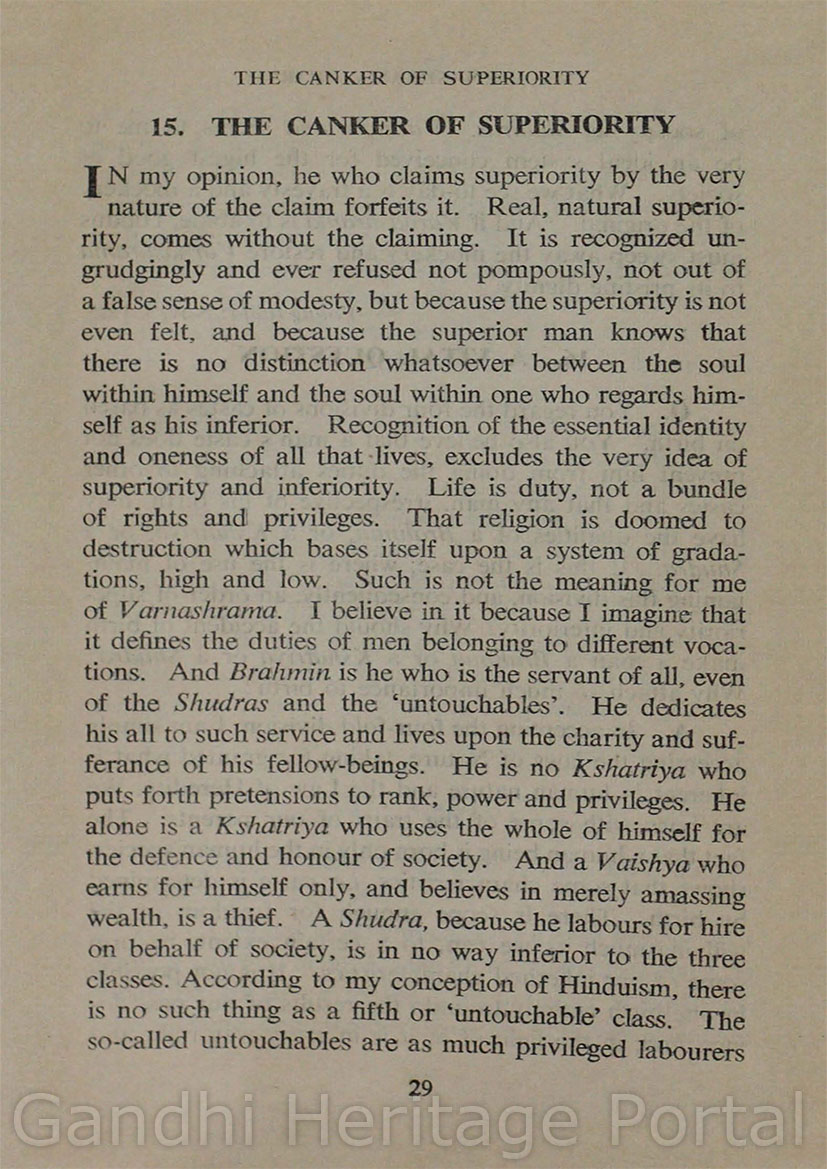 THE CANKER OF SUPERIORITY
15. THE CANKER OF SUPERIORITY
IN my opinion, he who claims superiority by the very
nature of the claim forfeits it. Real, natural superio-
rity, comes without the claiming. It is recognized un-
grudgingly and ever refused not pompously, not out of
a false sense of modesty, but because the superiority is not
even felt, and because the superior man knows that
there is no distinction whatsoever between the soul
within himself and the soul within one who regards him-
self as his inferior. Recognition of the essential identity
and oneness of all that lives, excludes the very idea of
superiority and inferiority. Life is duty, not a bundle
of rights and privileges. That religion is doomed to
destruction which bases itself upon a system of grada-
tions, high and low. Such is not the meaning for me
of Varnashrama. I believe in it because I imagine that
it defines the duties of men belonging to different voca-
tions. And Brahmin is he who is the servant of all, even
of the Shudras and the ‘untouchables’. He dedicates
his all to such service and lives upon the charity and suf-
ferance of his fellow-beings. He is no Kshatriya who
puts forth pretensions to rank, power and privileges. He
alone is a Kshatriya who uses the whole of himself for
the defence and honour of society. And a Vaishya who
earns for himself only, and believes in merely amassing
wealth, is a thief. A Shudra, because he labours for hire
on behalf of society, is in no way inferior to the three
classes. According to my conception of Hinduism, there
is no such thing as a fifth or ‘untouchable’ class. The
so-called untouchables are as much privileged labourers
29
Gandhi Heritage Portal